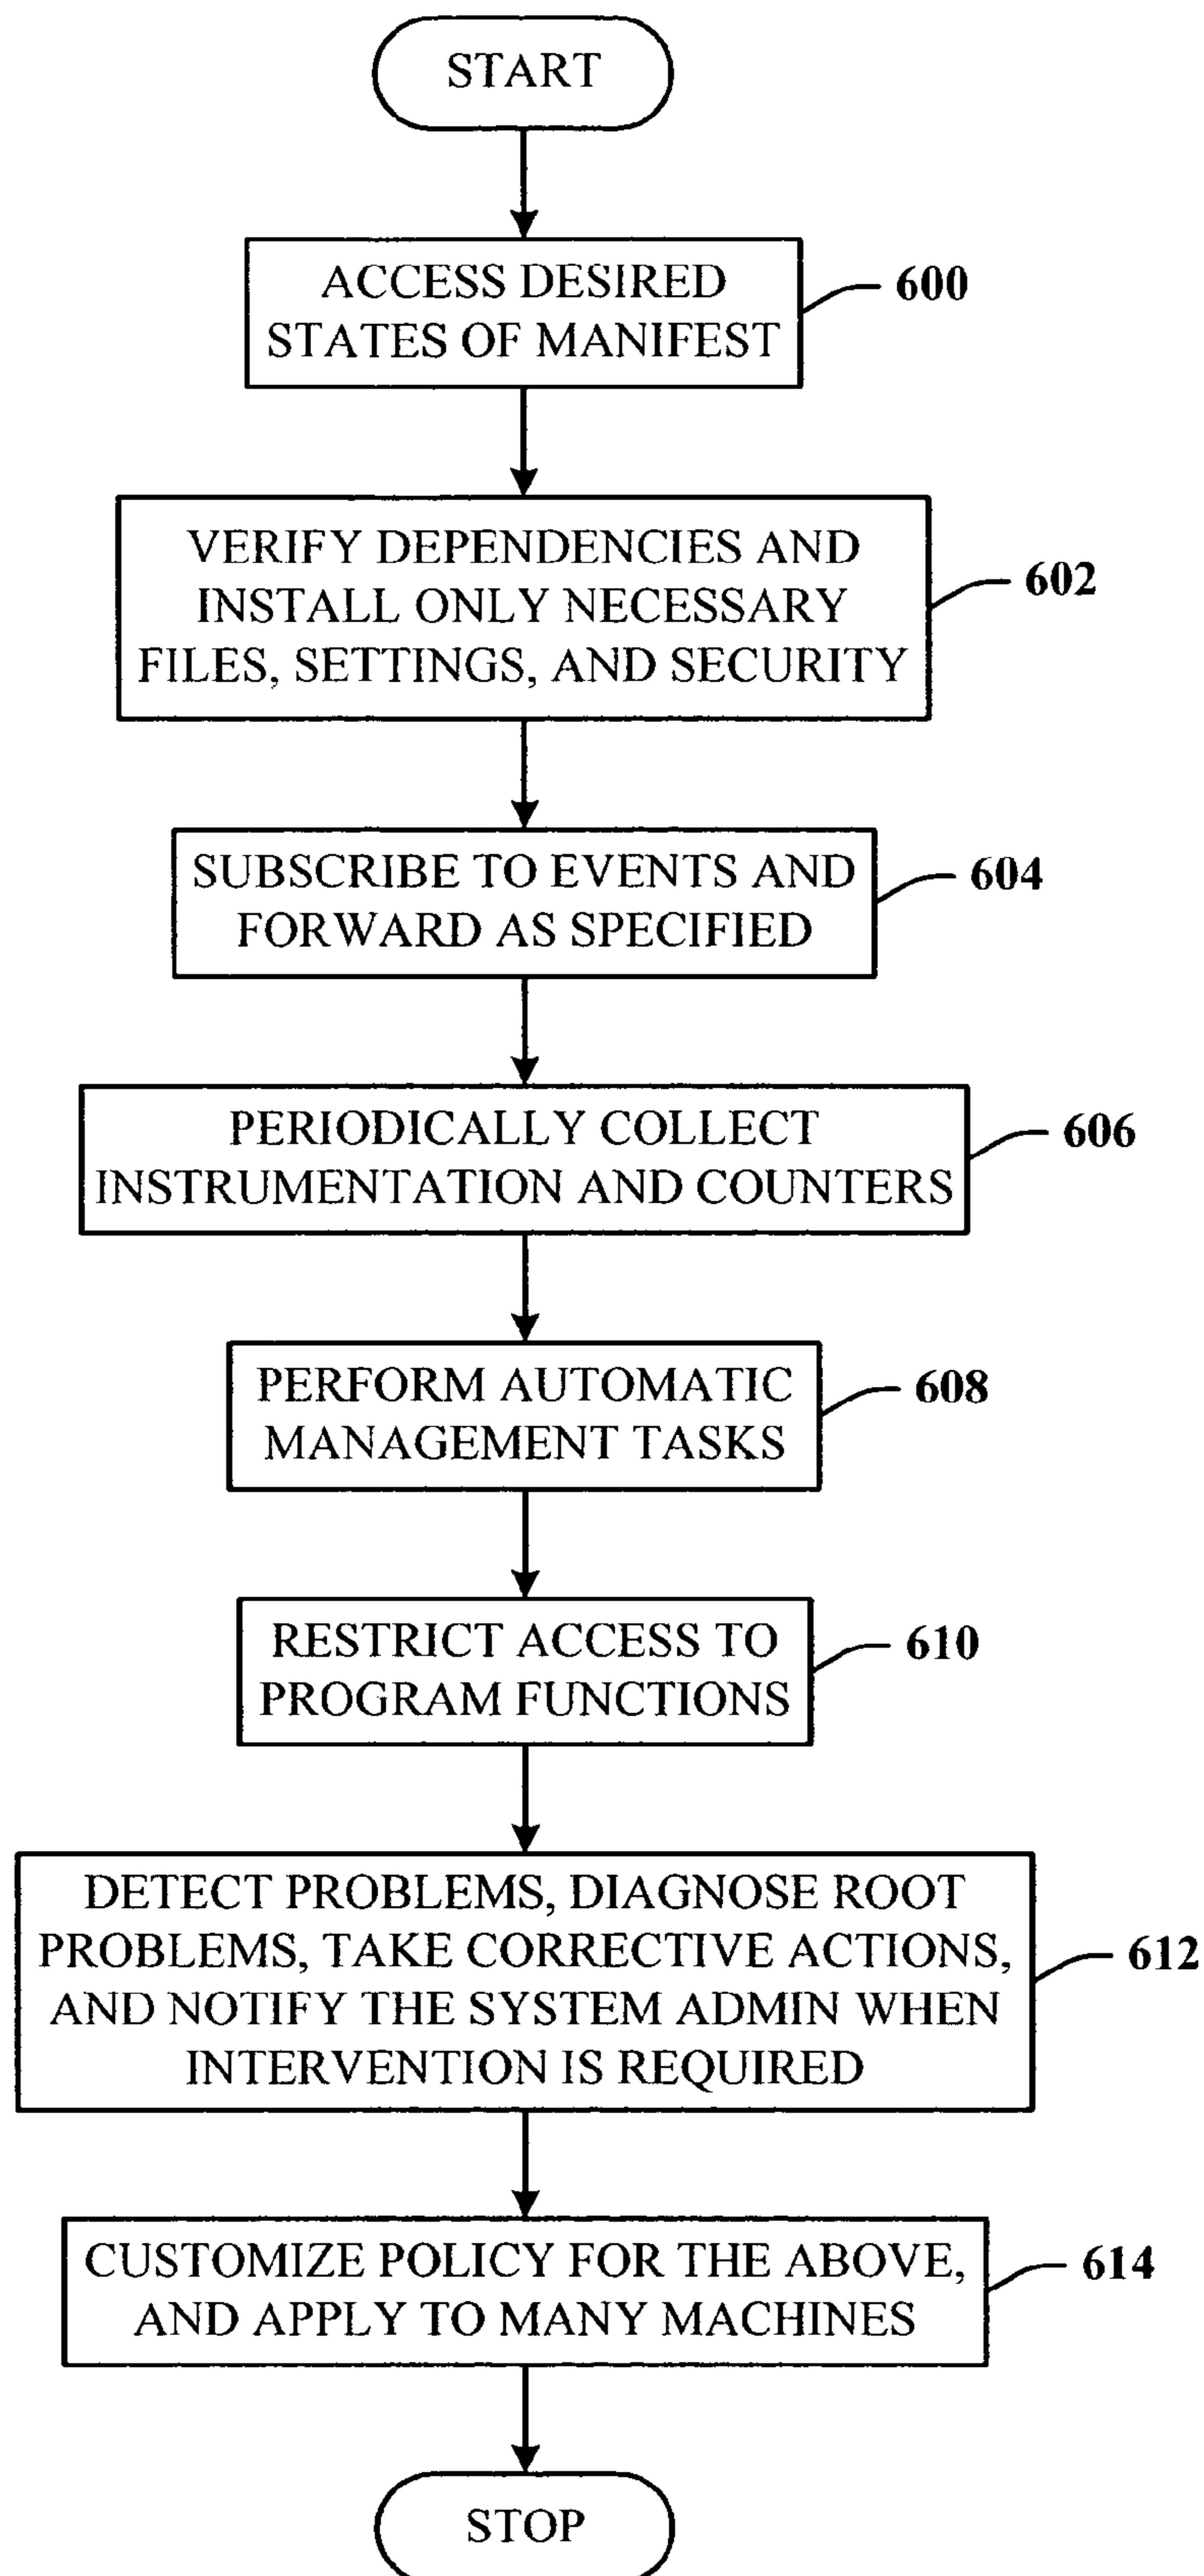 START
ACCESS DESIRED
STATES OF MANIFEST
600
VERIFY DEPENDENCIES AND
INSTALL ONLY NECESSARY
FILES, SETTINGS, AND SECURITY
602
SUBSCRIBE TO EVENTS AND
FORWARD AS SPECIFIED
604
PERIODICALLY COLLECT
INSTRUMENTATION AND COUNTERS
606
PERFORM AUTOMATIC
MANAGEMENT TASKS
608
RESTRICT ACCESS TO
PROGRAM FUNCTIONS
610
DETECT PROBLEMS, DIAGNOSE ROOT
PROBLEMS, TAKE CORRECTIVE ACTIONS,
AND NOTIFY THE SYSTEM ADMIN WHEN
INTERVENTION IS REQUIRED
612
CUSTOMIZE POLICY FOR THE ABOVE,
AND APPLY TO MANY MACHINES
614
STOP